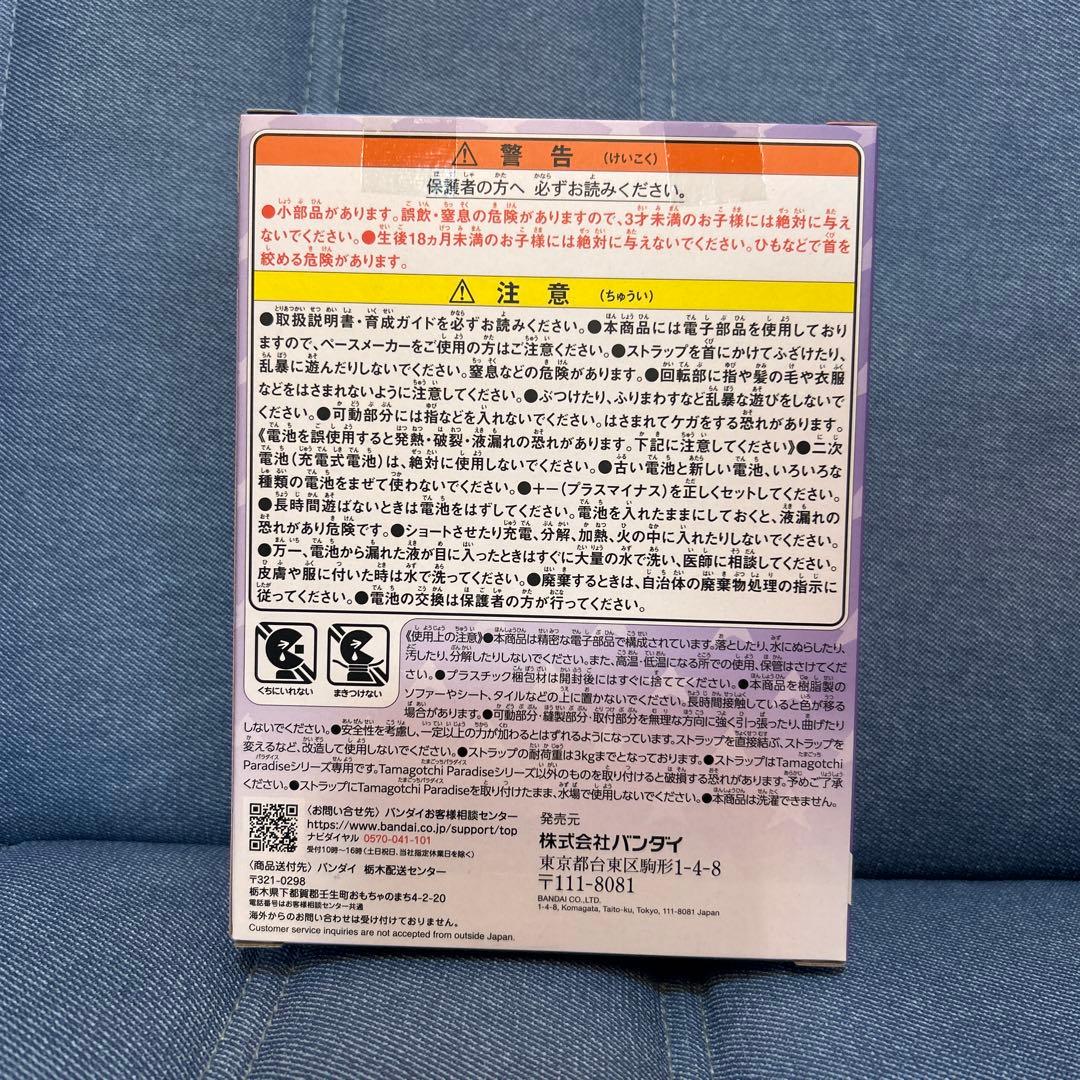 ⚠ 警告 (けいこく)
保護者の方へ 必ずお読みください。
●小部品があります。誤飲・窒息の危険がありますので、3才未満のお子様には絶対に与え
ないでください。●生後18ヵ月未満のお子様には絶対に与えないでください。ひもなどで首を
絞める危険があります。
⚠ 注意 (ちゅうい)
●取扱説明書・育成ガイドを必ずお読みください。●本商品には電子部品を使用しており
ますので、ペースメーカーをご使用の方はご注意ください。●ストラップを首にかけてふざけたり、
乱暴に遊んだりしないでください。窒息などの危険があります。●回転部に指や髪の毛や衣服
などをはさまれないように注意してください。●ぶつけたり、ふりまわすなど乱暴な遊びをしないで
ください。●可動部分には指などを入れないでください。はさまれてケガをする恐れがあります。
《電池を誤使用すると発熱・破裂・液漏れの恐れがあります。下記に注意してください》●二次
電池(充電式電池)は、絶対に使用しないでください。●古い電池と新しい電池、いろいろな
種類の電池をまぜて使わないでください。●+-(プラスマイナス)を正しくセットしてください。
●長時間遊ばないときは電池をはずしてください。電池を入れたままにしておくと、液漏れの
恐れがあり危険です。●ショートさせたり充電、分解、加熱、火の中に入れたりしないでください。
●万一、電池から漏れた液が目に入ったときはすぐに大量の水で洗い、医師に相談してください。
皮膚や服に付いた時は水で洗ってください。●廃棄するときは、自治体の廃棄物処理の指示に
従ってください。●電池の交換は保護者の方が行ってください。
くちにいれない
まきつけない
《使用上の注意》●本商品は精密な電子部品で構成されています。落としたり、水にぬらしたり、
汚したり、分解したりしないでください。また、高温・低温になる所での使用、保管はさけてくだ
さい。●プラスチック梱包材は開封後にはすぐに捨ててください。●本商品を樹脂製の
ソファーやシート、タイルなどの上に置かないでください。長時間接触していると色が移る
場合があります。●可動部分・縫製部分・取付部分を無理な方向に強く引っ張ったり、曲げたり
しないでください。●安全性を考慮し、一定以上の力が加わるとはずれるようになっています。ストラップを直接結ぶ、ストラップを
変えるなど、改造して使用しないでください。●ストラップの耐荷重は3kgまでとなっております。●ストラップはTamagotchi
Paradiseシリーズ専用です。Tamagotchi Paradiseシリーズ以外のものを取り付けると破損する恐れがあります。予めご了承
ください。●ストラップにTamagotchi Paradiseを取り付けたまま、水場で使用しないでください。●本商品は洗濯できません。
〈お問い合せ先〉バンダイお客様相談センター
https://www.bandai.co.jp/support/top
ナビダイヤル 0570-041-101
受付10時〜16時(土日祝日、当社指定休業日を除く)
〈商品送付先〉バンダイ 栃木配送センター
〒321-0298
栃木県下都賀郡壬生町おもちゃのまち4-2-20
電話番号はお客様相談センター共通
海外からのお問い合わせは受け付けておりません。
Customer service inquiries are not accepted from outside Japan.
発売元
株式会社バンダイ
東京都台東区駒形1-4-8
〒111-8081
BANDAI CO.,LTD.
1-4-8, Komagata, Taito-ku, Tokyo, 111-8081 Japan